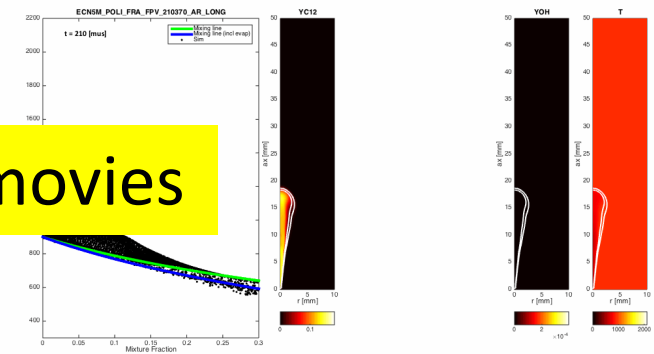 ECN5M_POLI_FRA_FPV_210370_AR_LONG
t = 210 [mus]
Mixing line
Mixing line (incl evap)
Sim
2200
2000
1800
1600
movies
800
600
400
0 0.05 0.1 0.15 0.2 0.25 0.3
Mixture Fraction
YC12
50
45
40
35
30
25
20
15
10
5
0
ax [mm]
0 5 10
r [mm]
0 0.1
YOH
50
45
40
35
30
25
20
15
10
5
0
ax [mm]
0 5 10
r [mm]
0 2
×10⁻⁴
T
50
45
40
35
30
25
20
15
10
5
0
ax [mm]
0 5 10
r [mm]
0 1000 2000